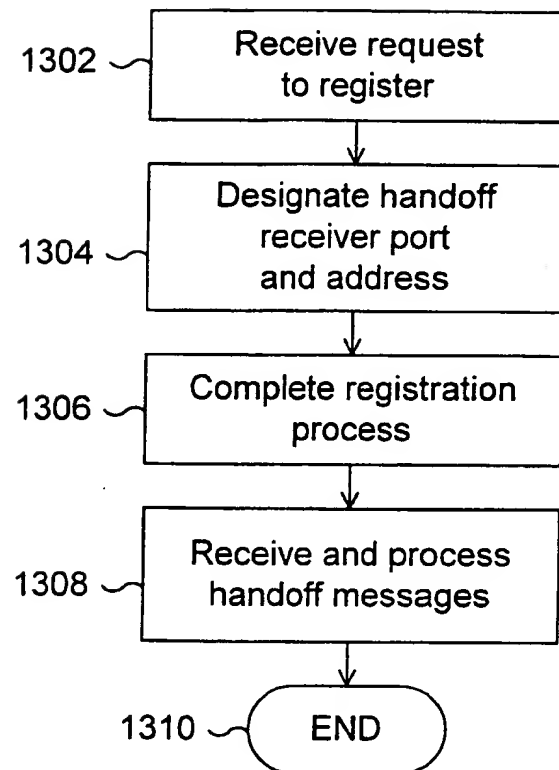 1302
Receive request
to register
1304
Designate handoff
receiver port
and address
1306
Complete registration
process
1308
Receive and process
handoff messages
1310
END